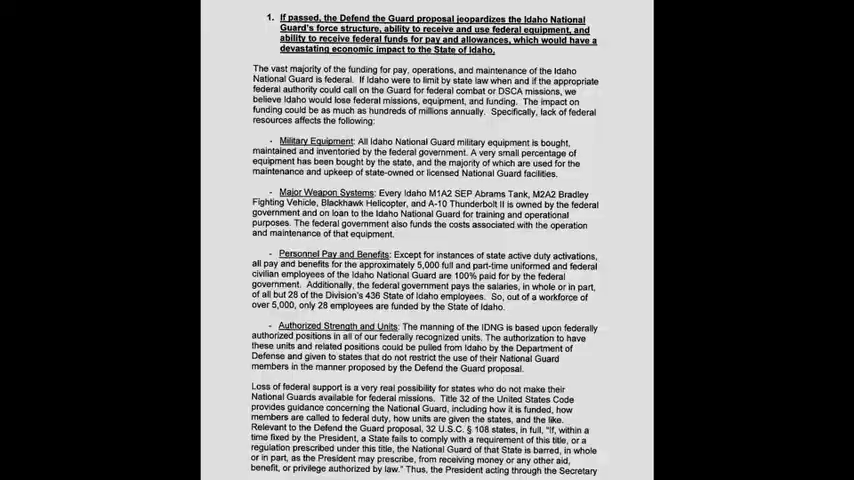 1. If passed, the Defend the Guard proposal jeopardizes the Idaho National
Guard's force structure, ability to receive and use federal equipment, and
ability to receive federal funds for pay and allowances, which would have a
devastating economic impact to the State of Idaho.
The vast majority of the funding for pay, operations, and maintenance of the Idaho
National Guard is federal. If Idaho were to limit by state law when and if the appropriate
federal authority could call on the Guard for federal combat or DSCA missions, we
believe Idaho would lose federal missions, equipment, and funding. The impact on
funding could be as much as hundreds of millions annually. Specifically, lack of federal
resources affects the following:
- Military Equipment: All Idaho National Guard military equipment is bought,
maintained and inventoried by the federal government. A very small percentage of
equipment has been bought by the state, and the majority of which are used for the
maintenance and upkeep of state-owned or licensed National Guard facilities.
- Major Weapon Systems: Every Idaho M1A2 SEP Abrams Tank, M2A2 Bradley
Fighting Vehicle, Blackhawk Helicopter, and A-10 Thunderbolt II is owned by the federal
government and on loan to the Idaho National Guard for training and operational
purposes. The federal government also funds the costs associated with the operation
and maintenance of that equipment.
- Personnel Pay and Benefits: Except for instances of state active duty activations,
all pay and benefits for the approximately 5,000 full and part-time uniformed and federal
civilian employees of the Idaho National Guard are 100% paid for by the federal
government. Additionally, the federal government pays the salaries, in whole or in part,
of all but 28 of the Division's 436 State of Idaho employees. So, out of a workforce of
over 5,000, only 28 employees are funded by the State of Idaho.
- Authorized Strength and Units: The manning of the IDNG is based upon federally
authorized positions in all of our federally recognized units. The authorization to have
these units and related positions could be pulled from Idaho by the Department of
Defense and given to states that do not restrict the use of their National Guard
members in the manner proposed by the Defend the Guard proposal.
Loss of federal support is a very real possibility for states who do not make their
National Guards available for federal missions. Title 32 of the United States Code
provides guidance concerning the National Guard, including how it is funded, how
members are called to federal duty, how units are given the states, and the like.
Relevant to the Defend the Guard proposal, 32 U.S.C. § 108 states, in full, "If, within a
time fixed by the President, a State fails to comply with a requirement of this title, or a
regulation prescribed under this title, the National Guard of that State is barred, in whole
or in part, as the President may prescribe, from receiving money or any other aid,
benefit, or privilege authorized by law." Thus, the President acting through the Secretary